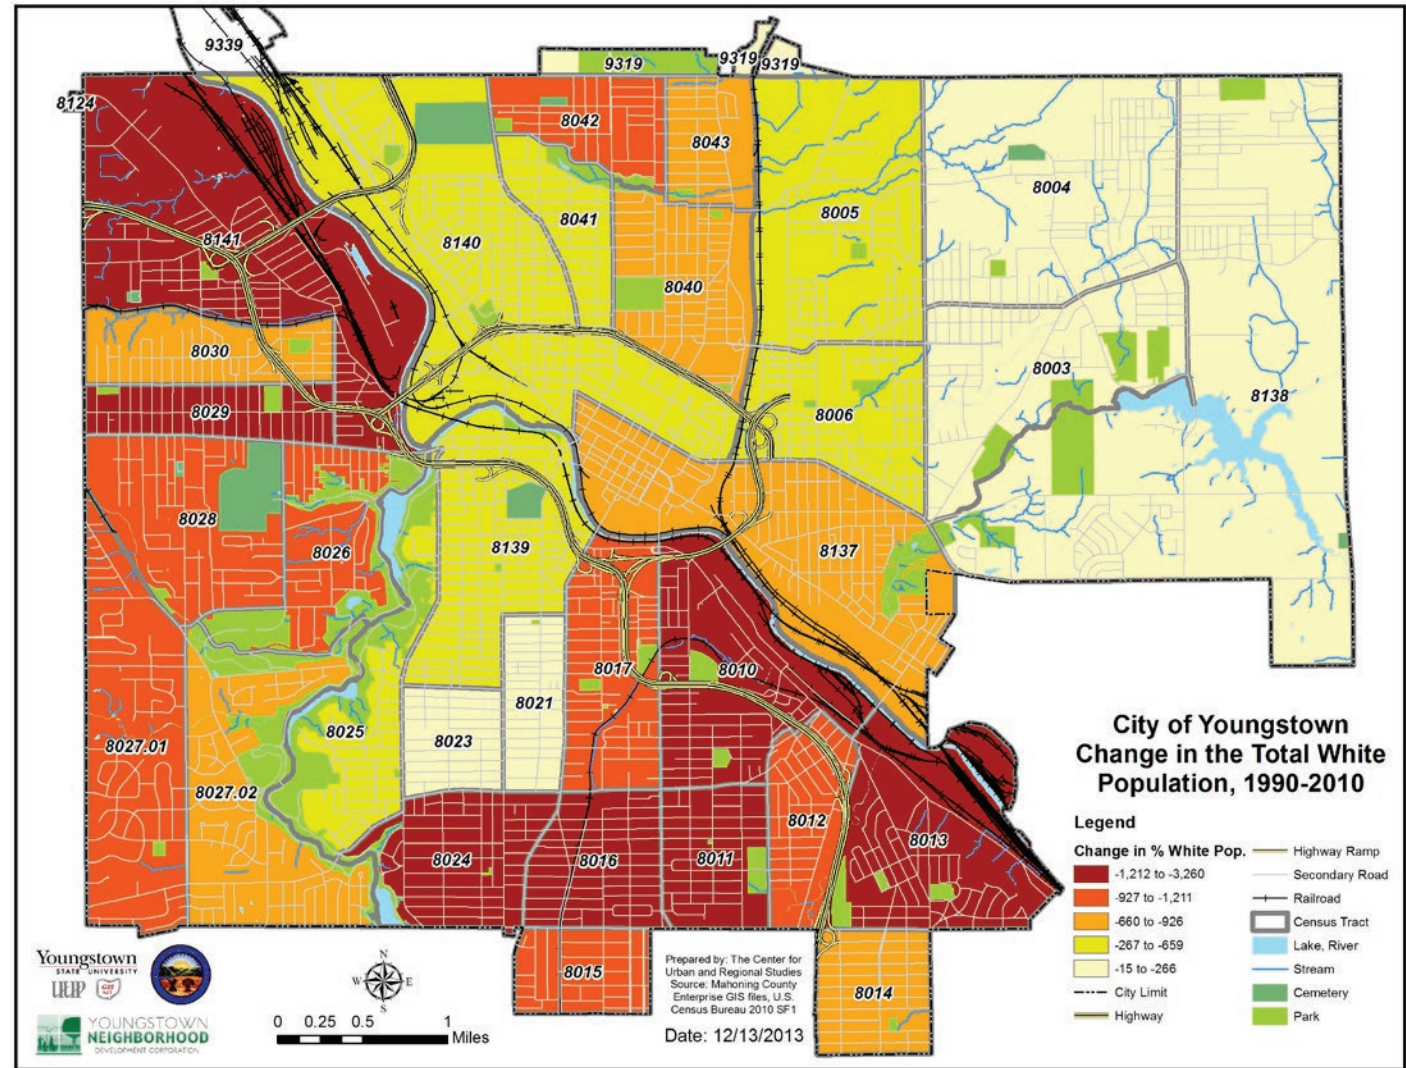 9339
9319
9319
9319
8124
8042
8043
8004
8005
8041
8140
8141
8040
8030
8003
8138
8029
8006
8028
8026
8139
8137
8017
8010
8021
8025
8023
8027.01
8027.02
8012
8024
8016
8011
8013
8015
8014
City of Youngstown
Change in the Total White
Population, 1990-2010
Legend
Change in % White Pop.
-1,212 to -3,260
-927 to -1,211
-660 to -926
-267 to -659
-15 to -266
City Limit
Highway
Highway Ramp
Secondary Road
Railroad
Census Tract
Lake, River
Stream
Cemetery
Park
Youngstown
STATE UNIVERSITY
YOUNGSTOWN
NEIGHBORHOOD
DEVELOPMENT CORPORATION
N
W E
S
0 0.25 0.5 1
Miles
Prepared by: The Center for
Urban and Regional Studies
Source: Mahoning County
Enterprise GIS files, U.S.
Census Bureau 2010 SF1
Date: 12/13/2013